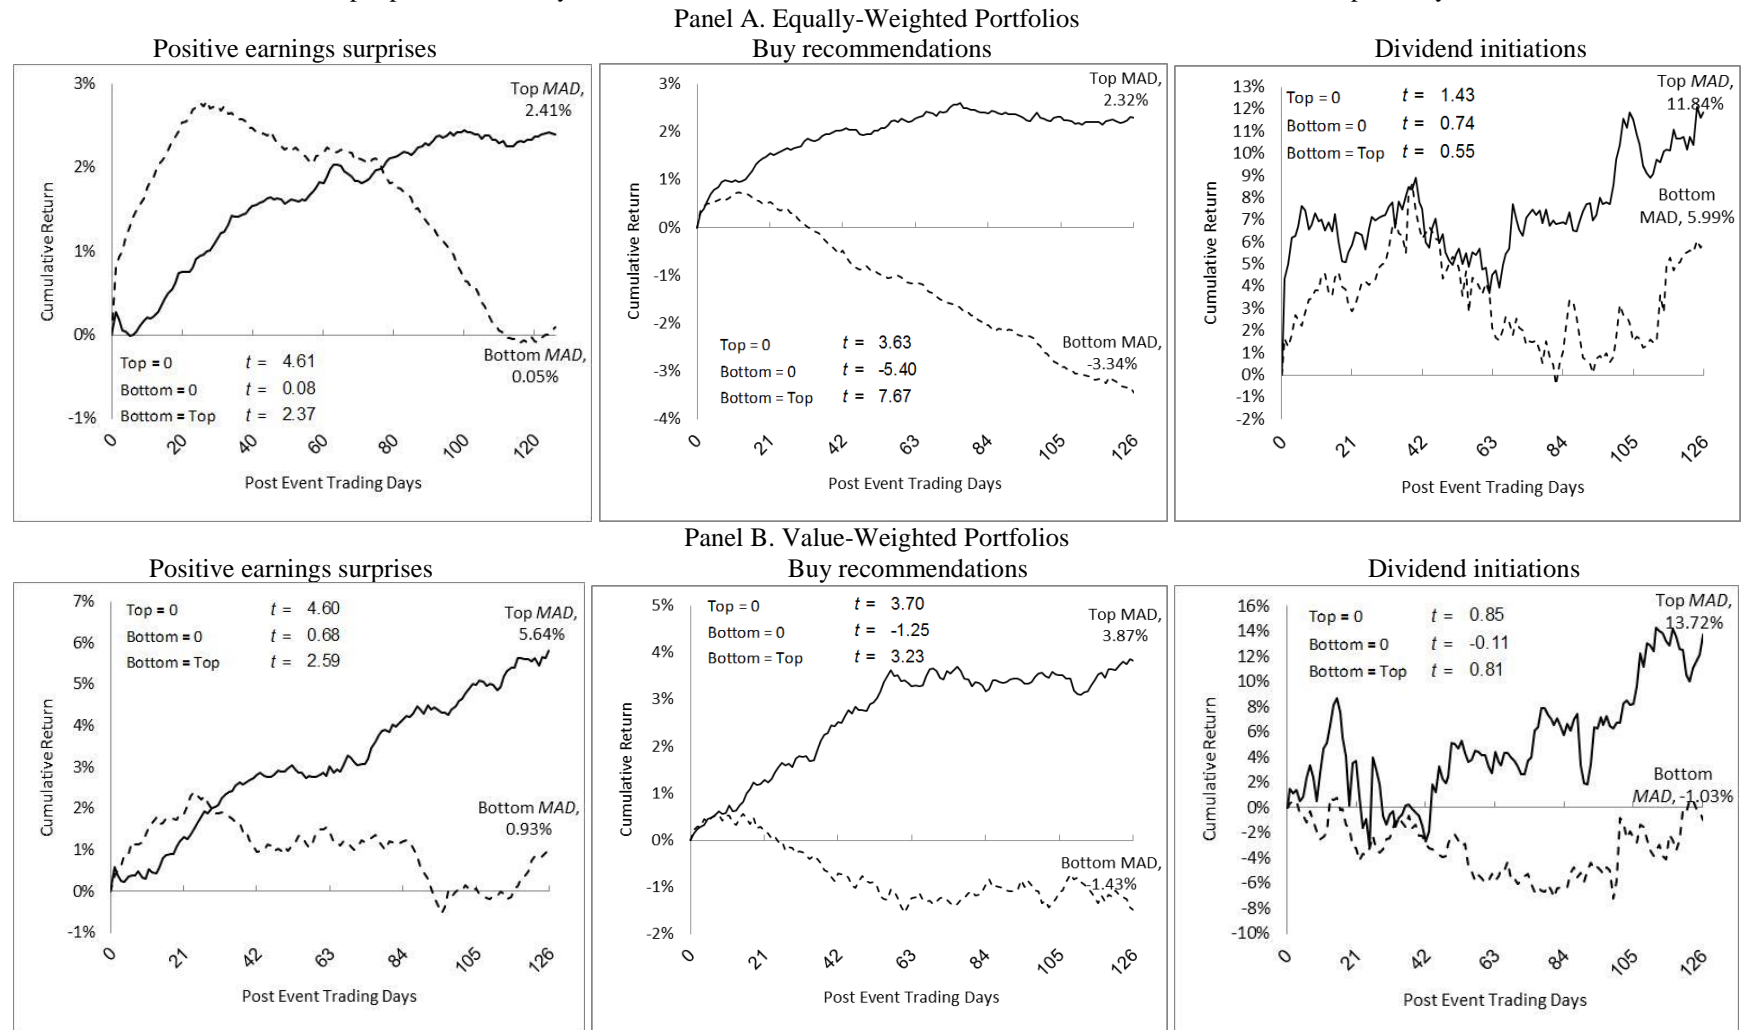 Panel A. Equally-Weighted Portfolios
Positive earnings surprises
Buy recommendations
Dividend initiations
3%
2%
1%
0%
-1%
Cumulative Return
Top MAD,
2.41%
Bottom MAD,
0.05%
Top = 0 t = 4.61
Bottom = 0 t = 0.08
Bottom = Top t = 2.37
0 20 40 60 80 100 120
Post Event Trading Days
3%
2%
1%
0%
-1%
-2%
-3%
-4%
Cumulative Return
Top MAD,
2.32%
Bottom MAD,
-3.34%
Top = 0 t = 3.63
Bottom = 0 t = -5.40
Bottom = Top t = 7.67
0 21 42 63 84 105 126
Post Event Trading Days
13%
12%
11%
10%
9%
8%
7%
6%
5%
4%
3%
2%
1%
0%
-1%
-2%
Cumulative Return
Top = 0 t = 1.43
Bottom = 0 t = 0.74
Bottom = Top t = 0.55
Top MAD,
11.84%
Bottom
MAD, 5.99%
0 21 42 63 84 105 126
Post Event Trading Days
Panel B. Value-Weighted Portfolios
Positive earnings surprises
Buy recommendations
Dividend initiations
7%
6%
5%
4%
3%
2%
1%
0%
-1%
Cumulative Return
Top = 0 t = 4.60
Bottom = 0 t = 0.68
Bottom = Top t = 2.59
Top MAD,
5.64%
Bottom MAD,
0.93%
0 21 42 63 84 105 126
Post Event Trading Days
5%
4%
3%
2%
1%
0%
-1%
-2%
Cumulative Return
Top = 0 t = 3.70
Bottom = 0 t = -1.25
Bottom = Top t = 3.23
Top MAD,
3.87%
Bottom MAD,
-1.43%
0 21 42 63 84 105 126
Post Event Trading Days
16%
14%
12%
10%
8%
6%
4%
2%
0%
-2%
-4%
-6%
-8%
-10%
Cumulative Return
Top = 0 t = 0.85
Bottom = 0 t = -0.11
Bottom = Top t = 0.81
Top MAD,
13.72%
Bottom
MAD, -1.03%
0 21 42 63 84 105 126
Post Event Trading Days